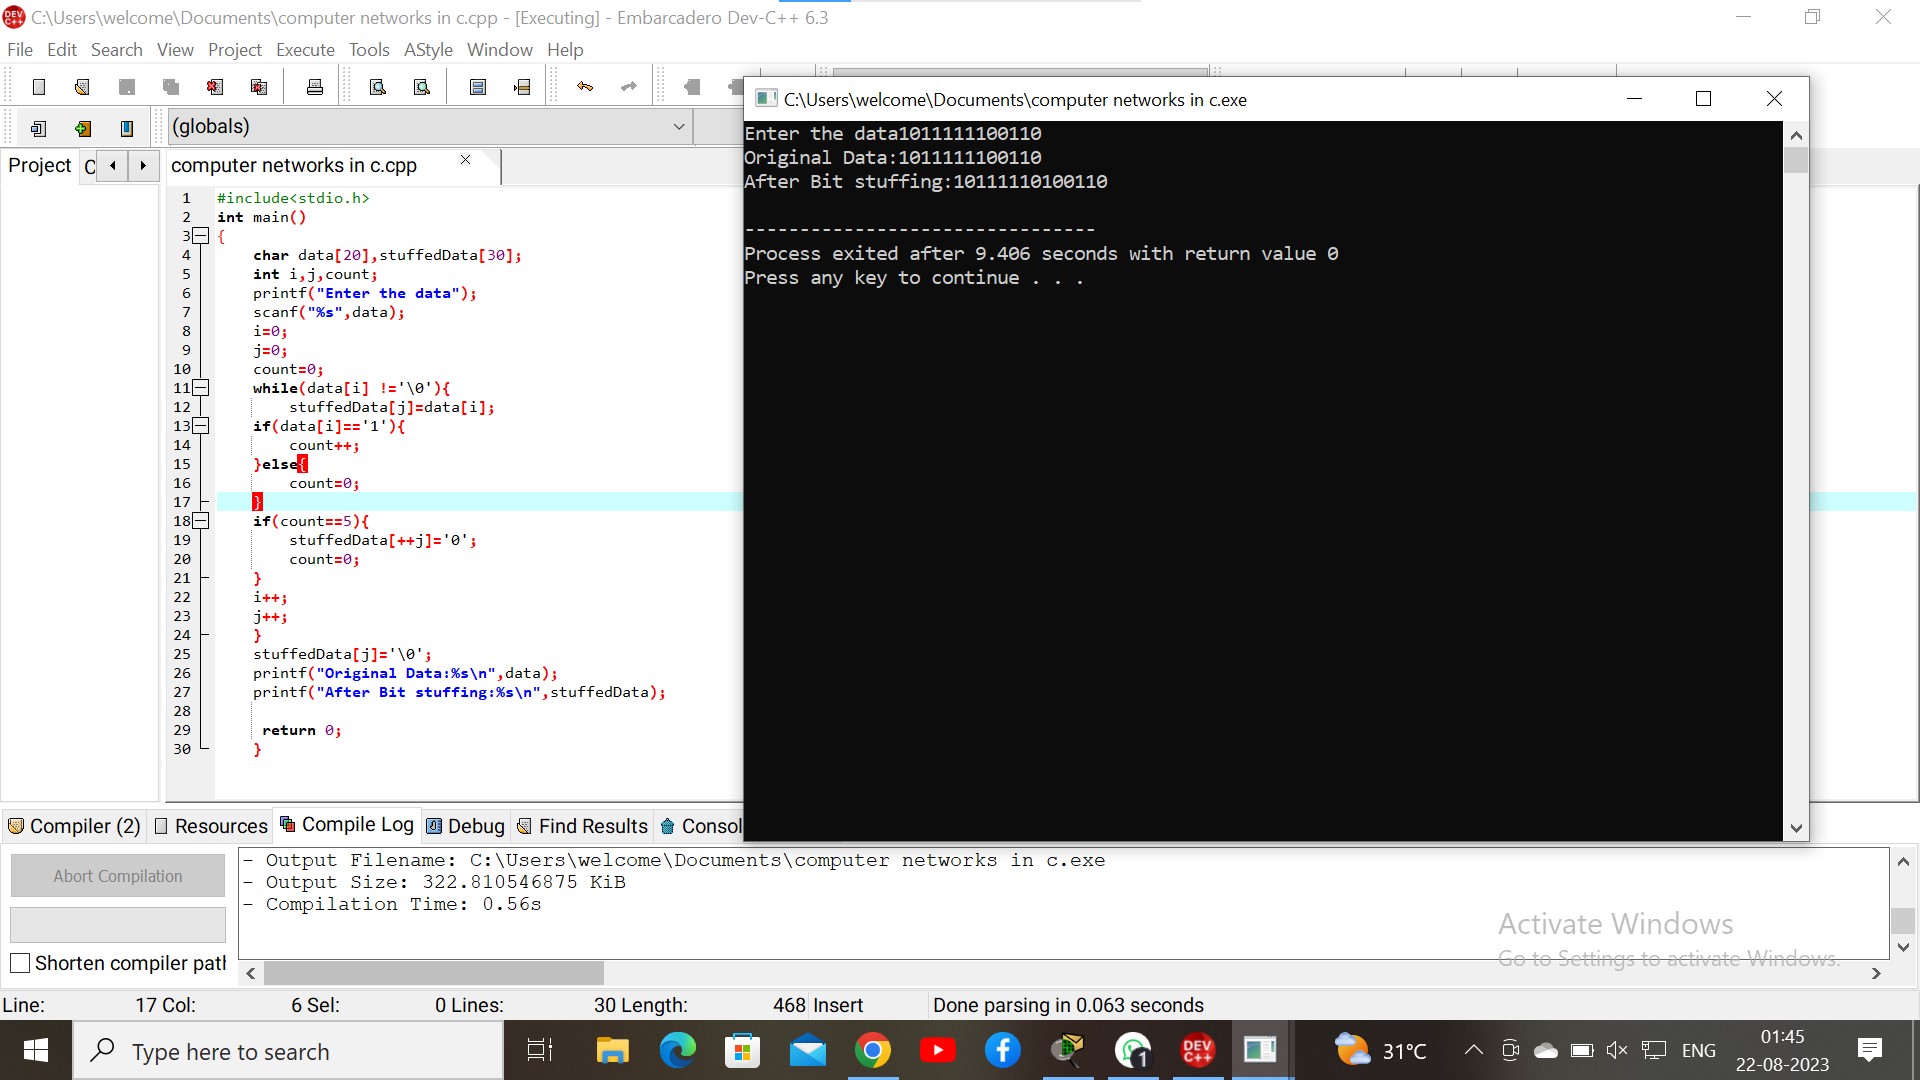 C:\Users\welcome\Documents\computer networks in c.cpp - [Executing] - Embarcadero Dev-C++ 6.3
File Edit Search View Project Execute Tools AStyle Window Help
(globals)
Project C
computer networks in c.cpp
1 #include<stdio.h>
2 int main()
3 {
4 char data[20],stuffedData[30];
5 int i,j,count;
6 printf("Enter the data");
7 scanf("%s",data);
8 i=0;
9 j=0;
10 count=0;
11 while(data[i] !='\0'){
12 stuffedData[j]=data[i];
13 if(data[i]=='1'){
14 count++;
15 }else{
16 count=0;
17 }
18 if(count==5){
19 stuffedData[++j]='0';
20 count=0;
21 }
22 i++;
23 j++;
24 }
25 stuffedData[j]='\0';
26 printf("Original Data:%s\n",data);
27 printf("After Bit stuffing:%s\n",stuffedData);
28
29 return 0;
30 }
C:\Users\welcome\Documents\computer networks in c.exe
Enter the data1011111100110
Original Data:1011111100110
After Bit stuffing:10111110100110
--------------------------------
Process exited after 9.406 seconds with return value 0
Press any key to continue . . .
Compiler (2) Resources Compile Log Debug Find Results Consol
Abort Compilation
Shorten compiler path
- Output Filename: C:\Users\welcome\Documents\computer networks in c.exe
- Output Size: 322.810546875 KiB
- Compilation Time: 0.56s
Activate Windows
Go to Settings to activate Windows.
Line: 17 Col: 6 Sel: 0 Lines: 30 Length: 468 Insert Done parsing in 0.063 seconds
Type here to search
DEV C++
1
31°C
ENG
01:45
22-08-2023